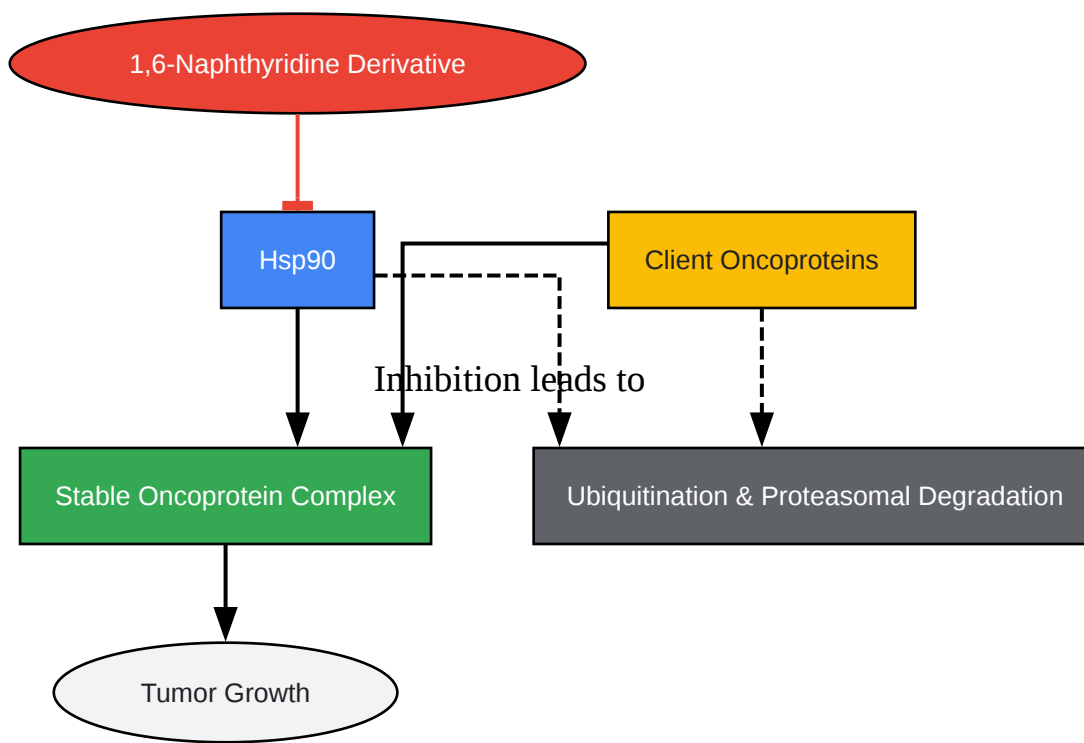 1,6-Naphthyridine Derivative
Hsp90
Client Oncoproteins
Inhibition leads to
Stable Oncoprotein Complex
Ubiquitination & Proteasomal Degradation
Tumor Growth